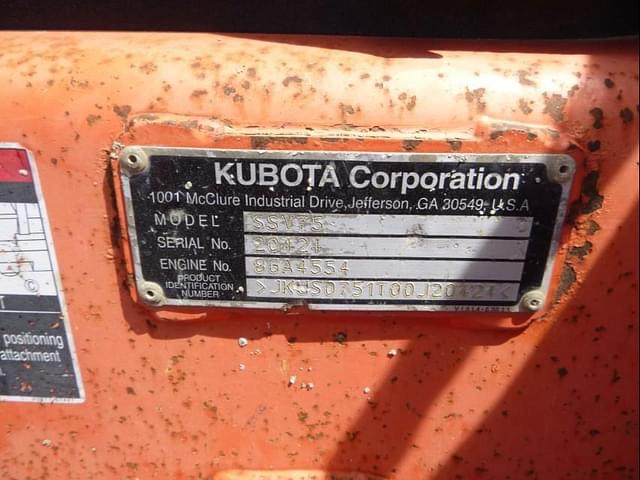 KUBOTA Corporation
1001 McClure Industrial Drive, Jefferson, GA 30549, U.S.A
MODEL SSV75
SERIAL No. 20424
ENGINE No. 8GA4554
PRODUCT
IDENTIFICATION
NUMBER >JKUS0751T00J20424<
©
T
positioning
attachment